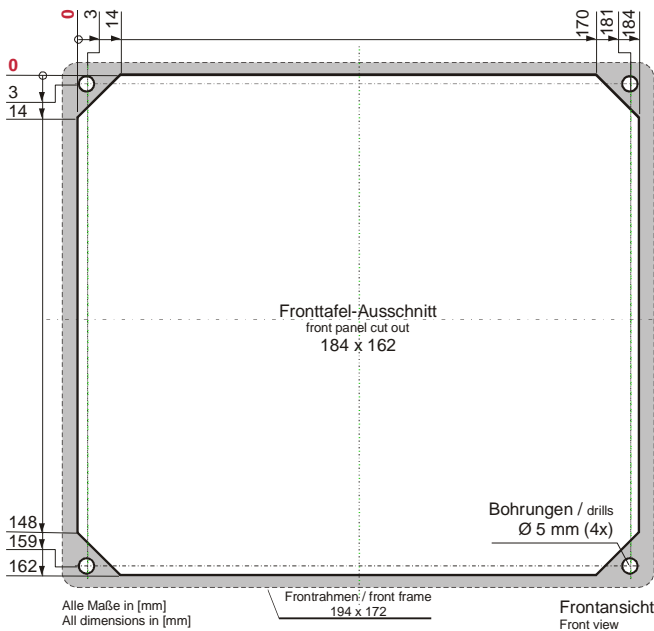 0
3
14
170
181
184
0
3
14
Fronttafel-Ausschnitt
front panel cut out
184 x 162
148
159
162
Bohrungen / drills
Ø 5 mm (4x)
Alle Maße in [mm]
All dimensions in [mm]
Frontrahmen / front frame
194 x 172
Frontansicht
Front view